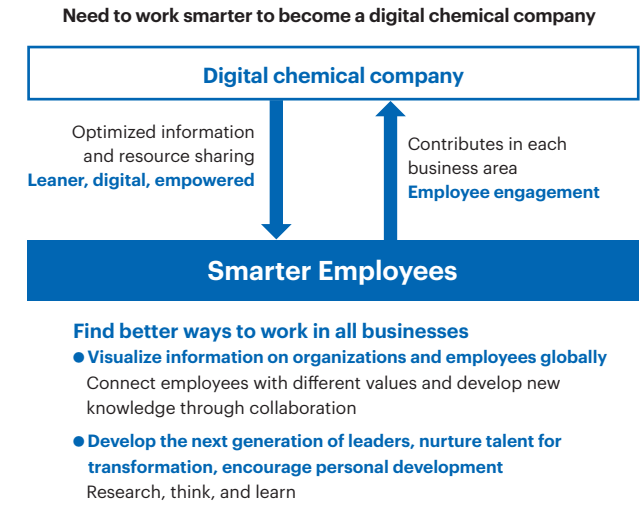 Need to work smarter to become a digital chemical company
Digital chemical company
Optimized information
and resource sharing
Leaner, digital, empowered
Contributes in each
business area
Employee engagement
Smarter Employees
Find better ways to work in all businesses
● Visualize information on organizations and employees globally
Connect employees with different values and develop new
knowledge through collaboration
● Develop the next generation of leaders, nurture talent for
transformation, encourage personal development
Research, think, and learn